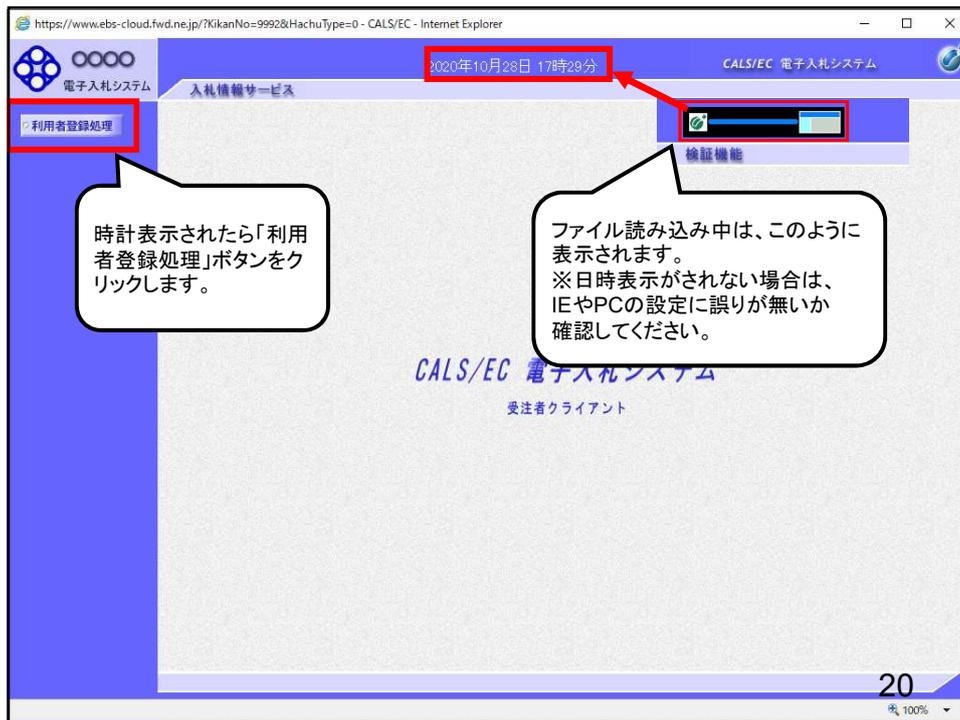 https://www.ebs-cloud.fwd.ne.jp/?KikanNo=9992&HachuType=0 - CALS/EC - Internet Explorer
○○○○
電子入札システム
2020年10月28日 17時29分
CALS/EC 電子入札システム
入札情報サービス
利用者登録処理
検証機能
時計表示されたら「利用
者登録処理」ボタンをク
リックします。
ファイル読み込み中は、このように
表示されます。
※日時表示がされない場合は、
IEやPCの設定に誤りが無いか
確認してください。
CALS/EC 電子入札システム
受注者クライアント
20
100%